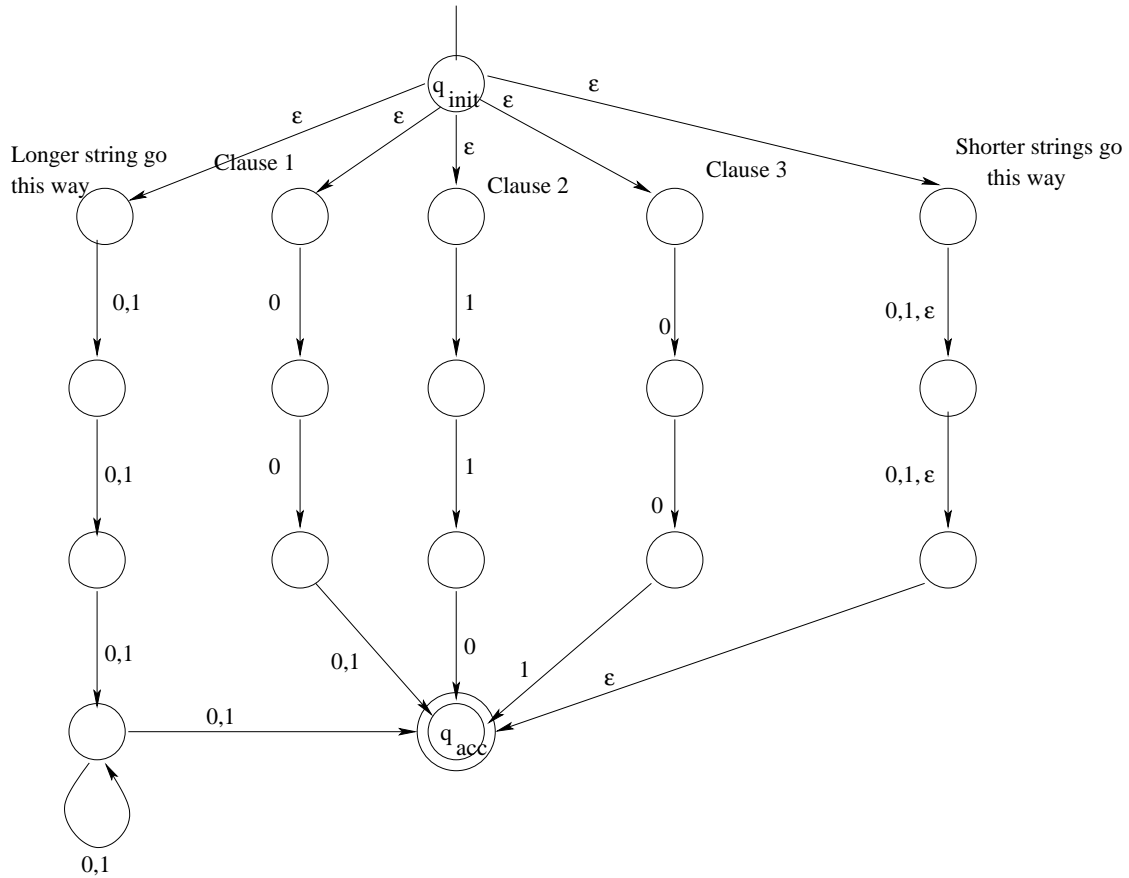 q init
ε ε ε ε ε
Longer string go
this way
Clause 1
Clause 2
Clause 3
Shorter strings go
this way
0,1 0 1 0 0,1,ε
0,1 0 1 0 0,1,ε
0,1 0,1 0 1 ε
0,1
q acc
0,1